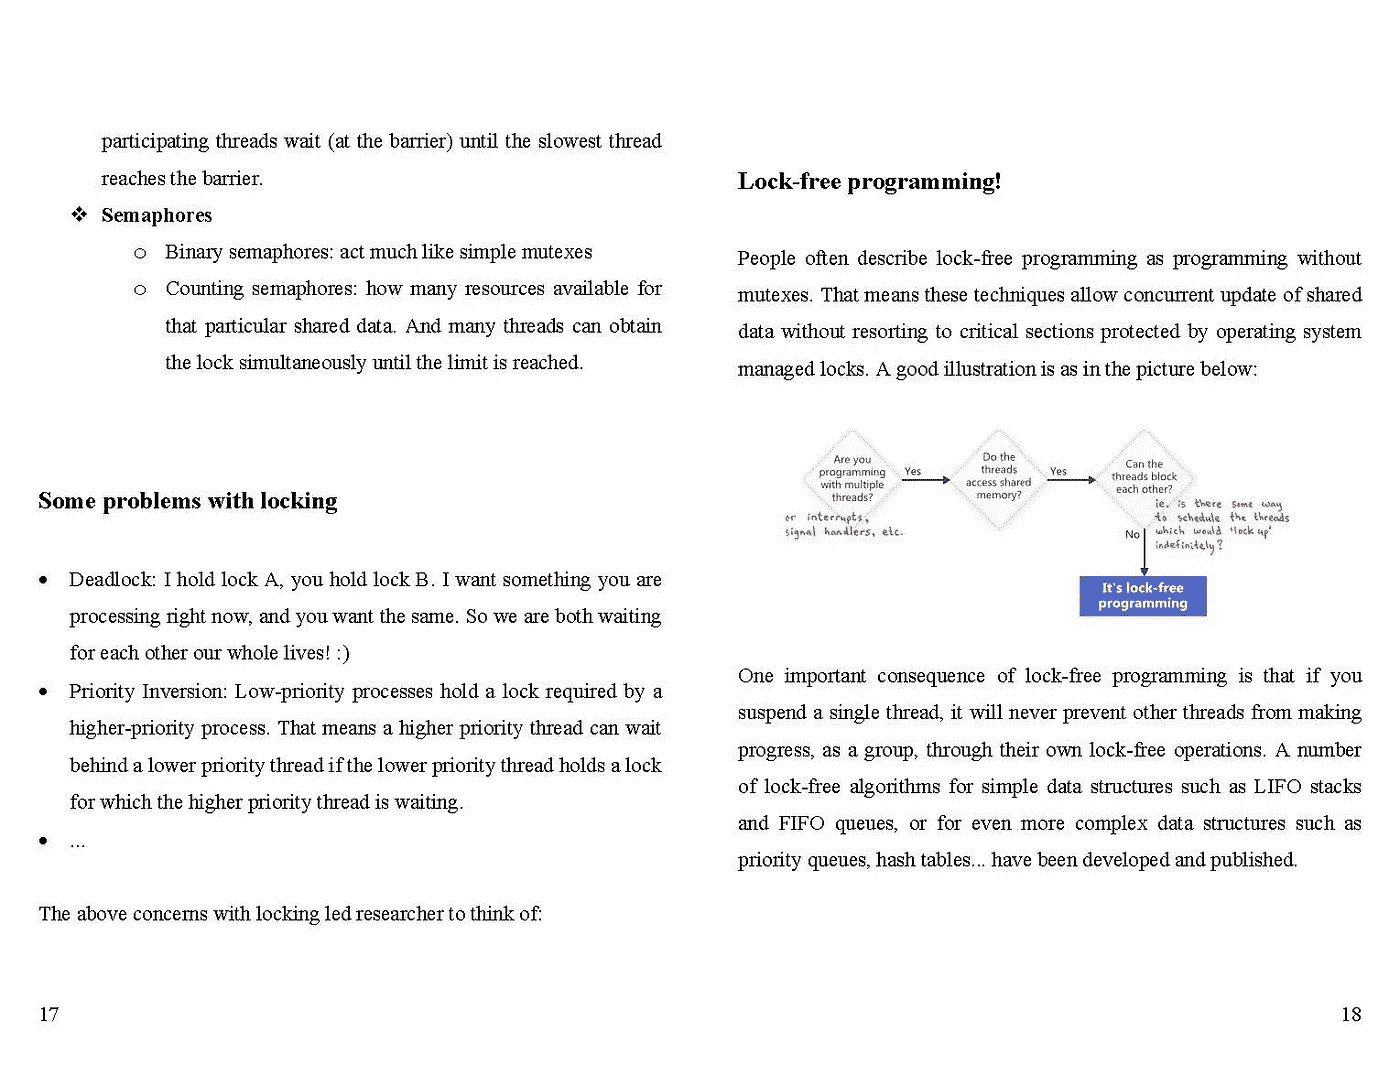 participating threads wait (at the barrier) until the slowest thread
reaches the barrier.
❖ Semaphores
o Binary semaphores: act much like simple mutexes
o Counting semaphores: how many resources available for
that particular shared data. And many threads can obtain
the lock simultaneously until the limit is reached.
Some problems with locking
• Deadlock: I hold lock A, you hold lock B. I want something you are
processing right now, and you want the same. So we are both waiting
for each other our whole lives! :)
• Priority Inversion: Low-priority processes hold a lock required by a
higher-priority process. That means a higher priority thread can wait
behind a lower priority thread if the lower priority thread holds a lock
for which the higher priority thread is waiting.
• ...
The above concerns with locking led researcher to think of:
17
Lock-free programming!
People often describe lock-free programming as programming without
mutexes. That means these techniques allow concurrent update of shared
data without resorting to critical sections protected by operating system
managed locks. A good illustration is as in the picture below:
Are you
programming
with multiple
threads?
or interrupts,
signal handlers, etc.
Yes
Do the
threads
access shared
memory?
Yes
Can the
threads block
each other?
ie. is there some way
to schedule the threads
which would "lock up"
indefinitely?
No
It's lock-free
programming
One important consequence of lock-free programming is that if you
suspend a single thread, it will never prevent other threads from making
progress, as a group, through their own lock-free operations. A number
of lock-free algorithms for simple data structures such as LIFO stacks
and FIFO queues, or for even more complex data structures such as
priority queues, hash tables... have been developed and published.
18